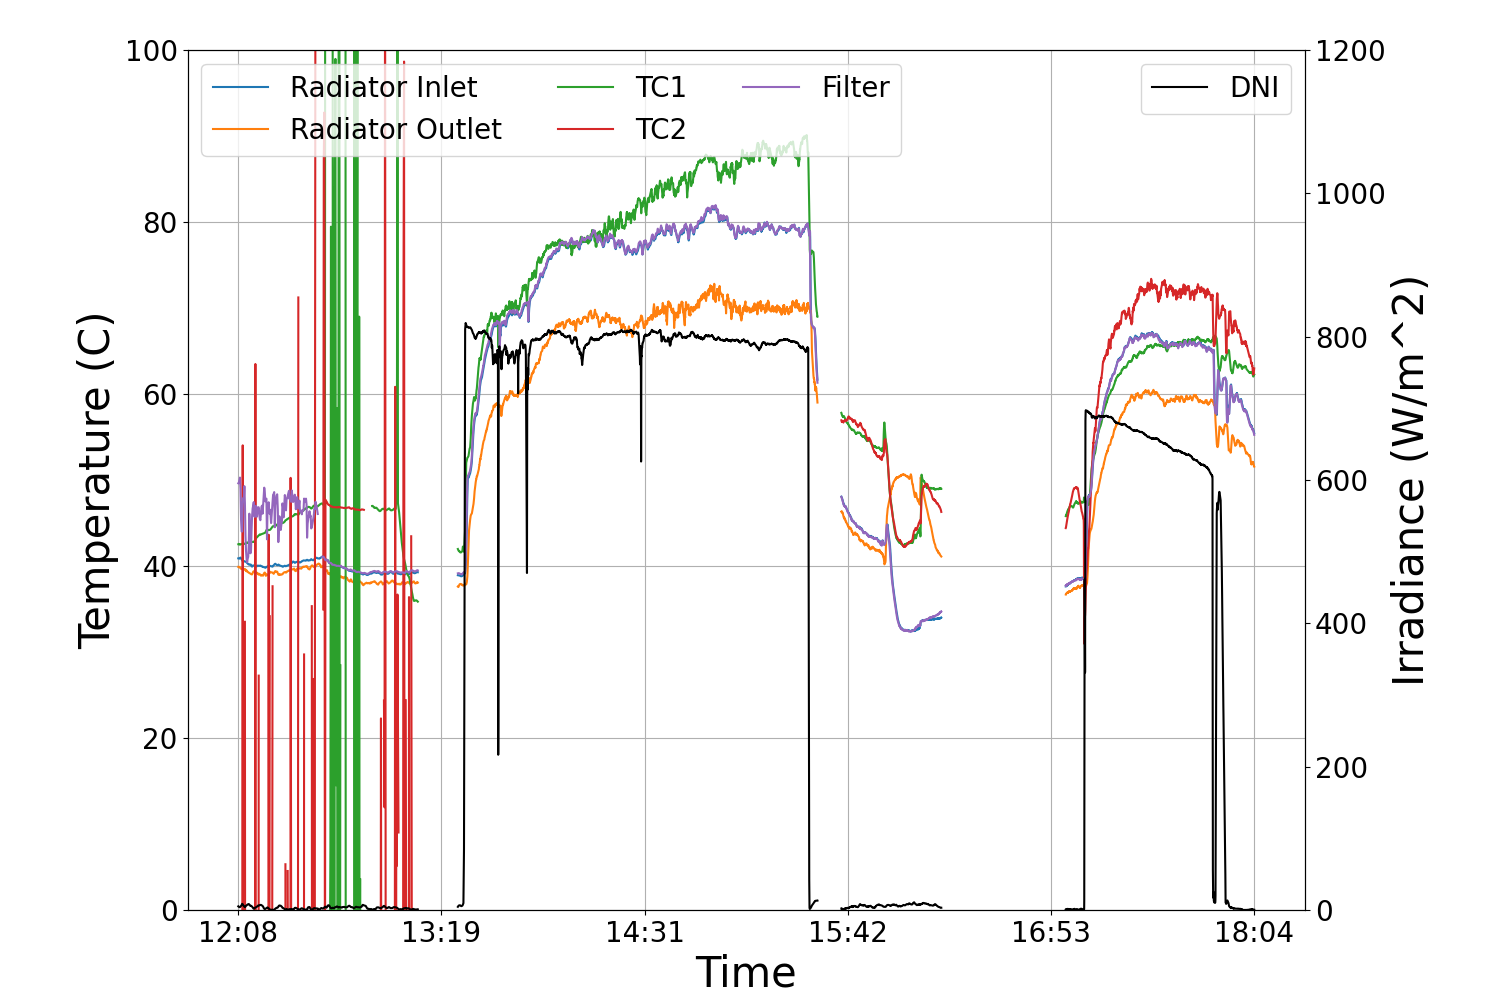 Radiator Inlet
Radiator Outlet
TC1
TC2
Filter
DNI
Temperature (C)
100
80
60
40
20
0
Irradiance (W/m^2)
1200
1000
800
600
400
200
0
12:08 13:19 14:31 15:42 16:53 18:04
Time